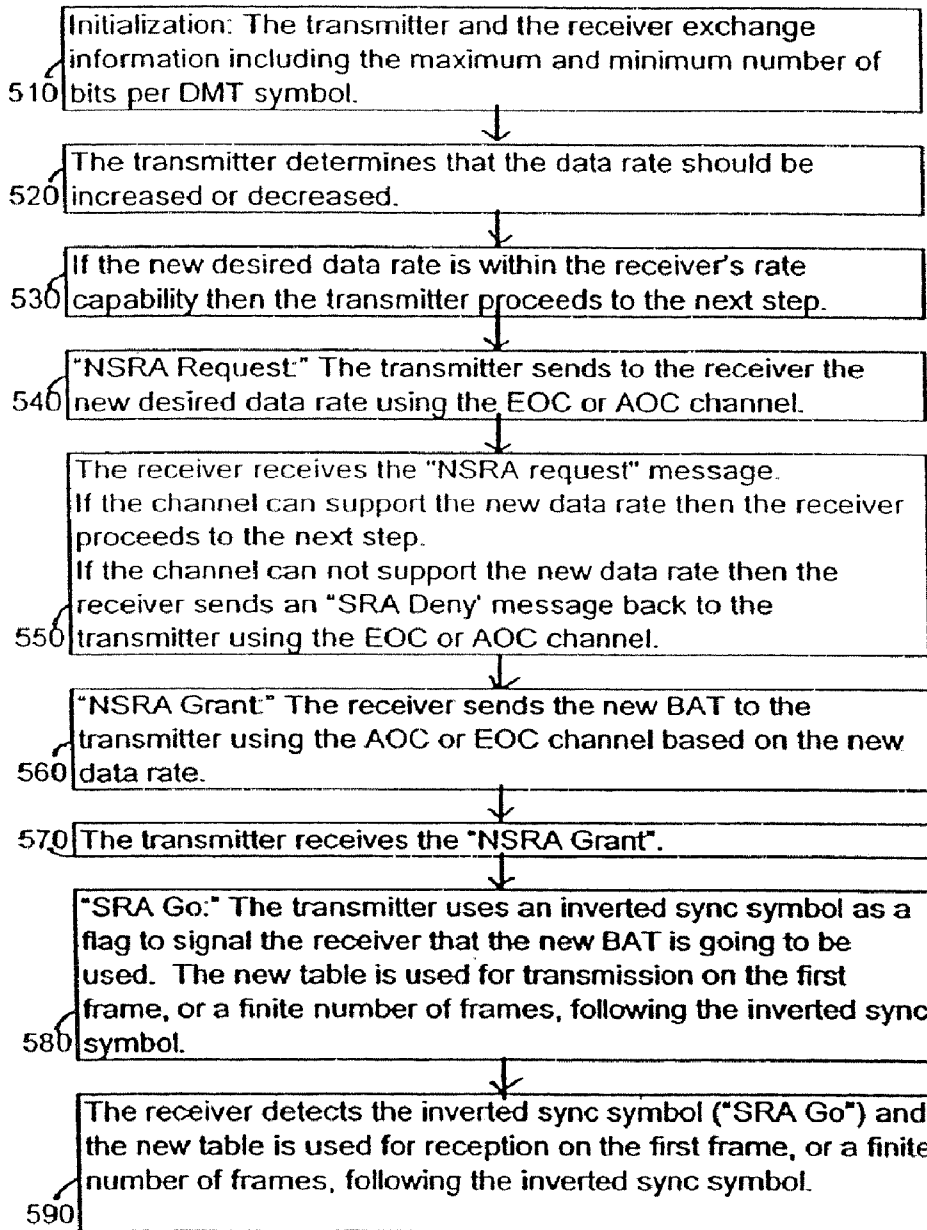 Initialization: The transmitter and the receiver exchange
information including the maximum and minimum number of
510 bits per DMT symbol.
The transmitter determines that the data rate should be
520 increased or decreased.
If the new desired data rate is within the receiver's rate
530 capability then the transmitter proceeds to the next step.
"NSRA Request:" The transmitter sends to the receiver the
540 new desired data rate using the EOC or AOC channel.
The receiver receives the "NSRA request" message.
If the channel can support the new data rate then the receiver
proceeds to the next step.
If the channel can not support the new data rate then the
receiver sends an "SRA Deny' message back to the
550 transmitter using the EOC or AOC channel.
"NSRA Grant:" The receiver sends the new BAT to the
transmitter using the AOC or EOC channel based on the new
560 data rate.
570 The transmitter receives the "NSRA Grant".
"SRA Go:" The transmitter uses an inverted sync symbol as a
flag to signal the receiver that the new BAT is going to be
used. The new table is used for transmission on the first
frame, or a finite number of frames, following the inverted sync
580 symbol.
The receiver detects the inverted sync symbol ("SRA Go") and
the new table is used for reception on the first frame, or a finite
number of frames, following the inverted sync symbol.
590